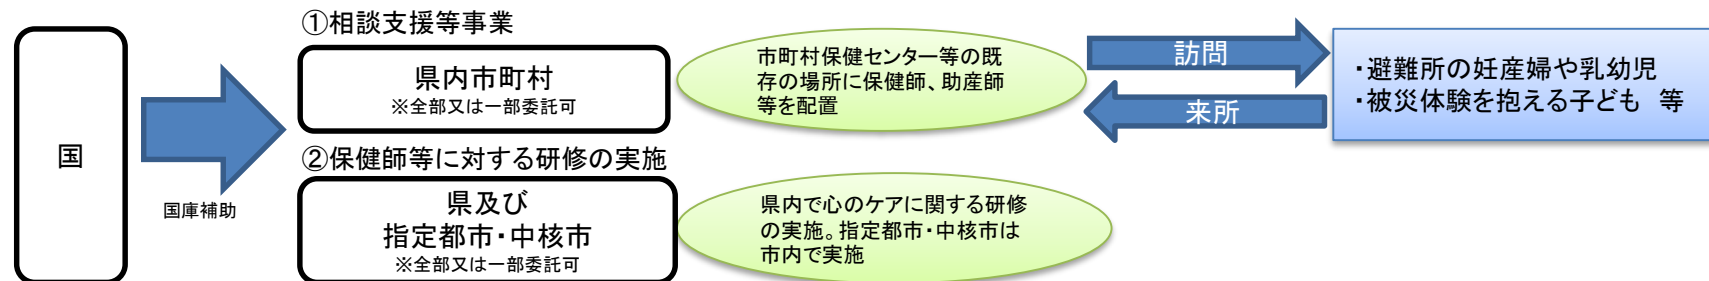 国
国庫補助
①相談支援等事業
県内市町村
※全部又は一部委託可
市町村保健センター等の既
存の場所に保健師、助産師
等を配置
訪問
来所
・避難所の妊産婦や乳幼児
・被災体験を抱える子ども 等
②保健師等に対する研修の実施
県及び
指定都市・中核市
※全部又は一部委託可
県内で心のケアに関する研修
の実施。指定都市・中核市は
市内で実施